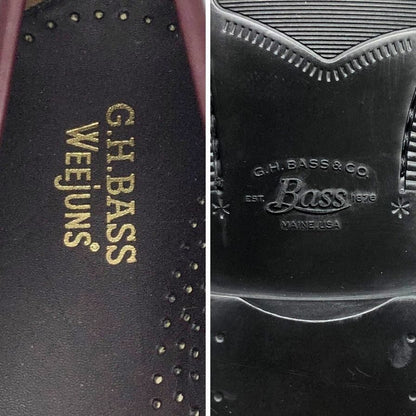 G.H.BASS
WEEJUNS®
G.H. BASS & CO.
EST. Bass 1876
MAINE, USA